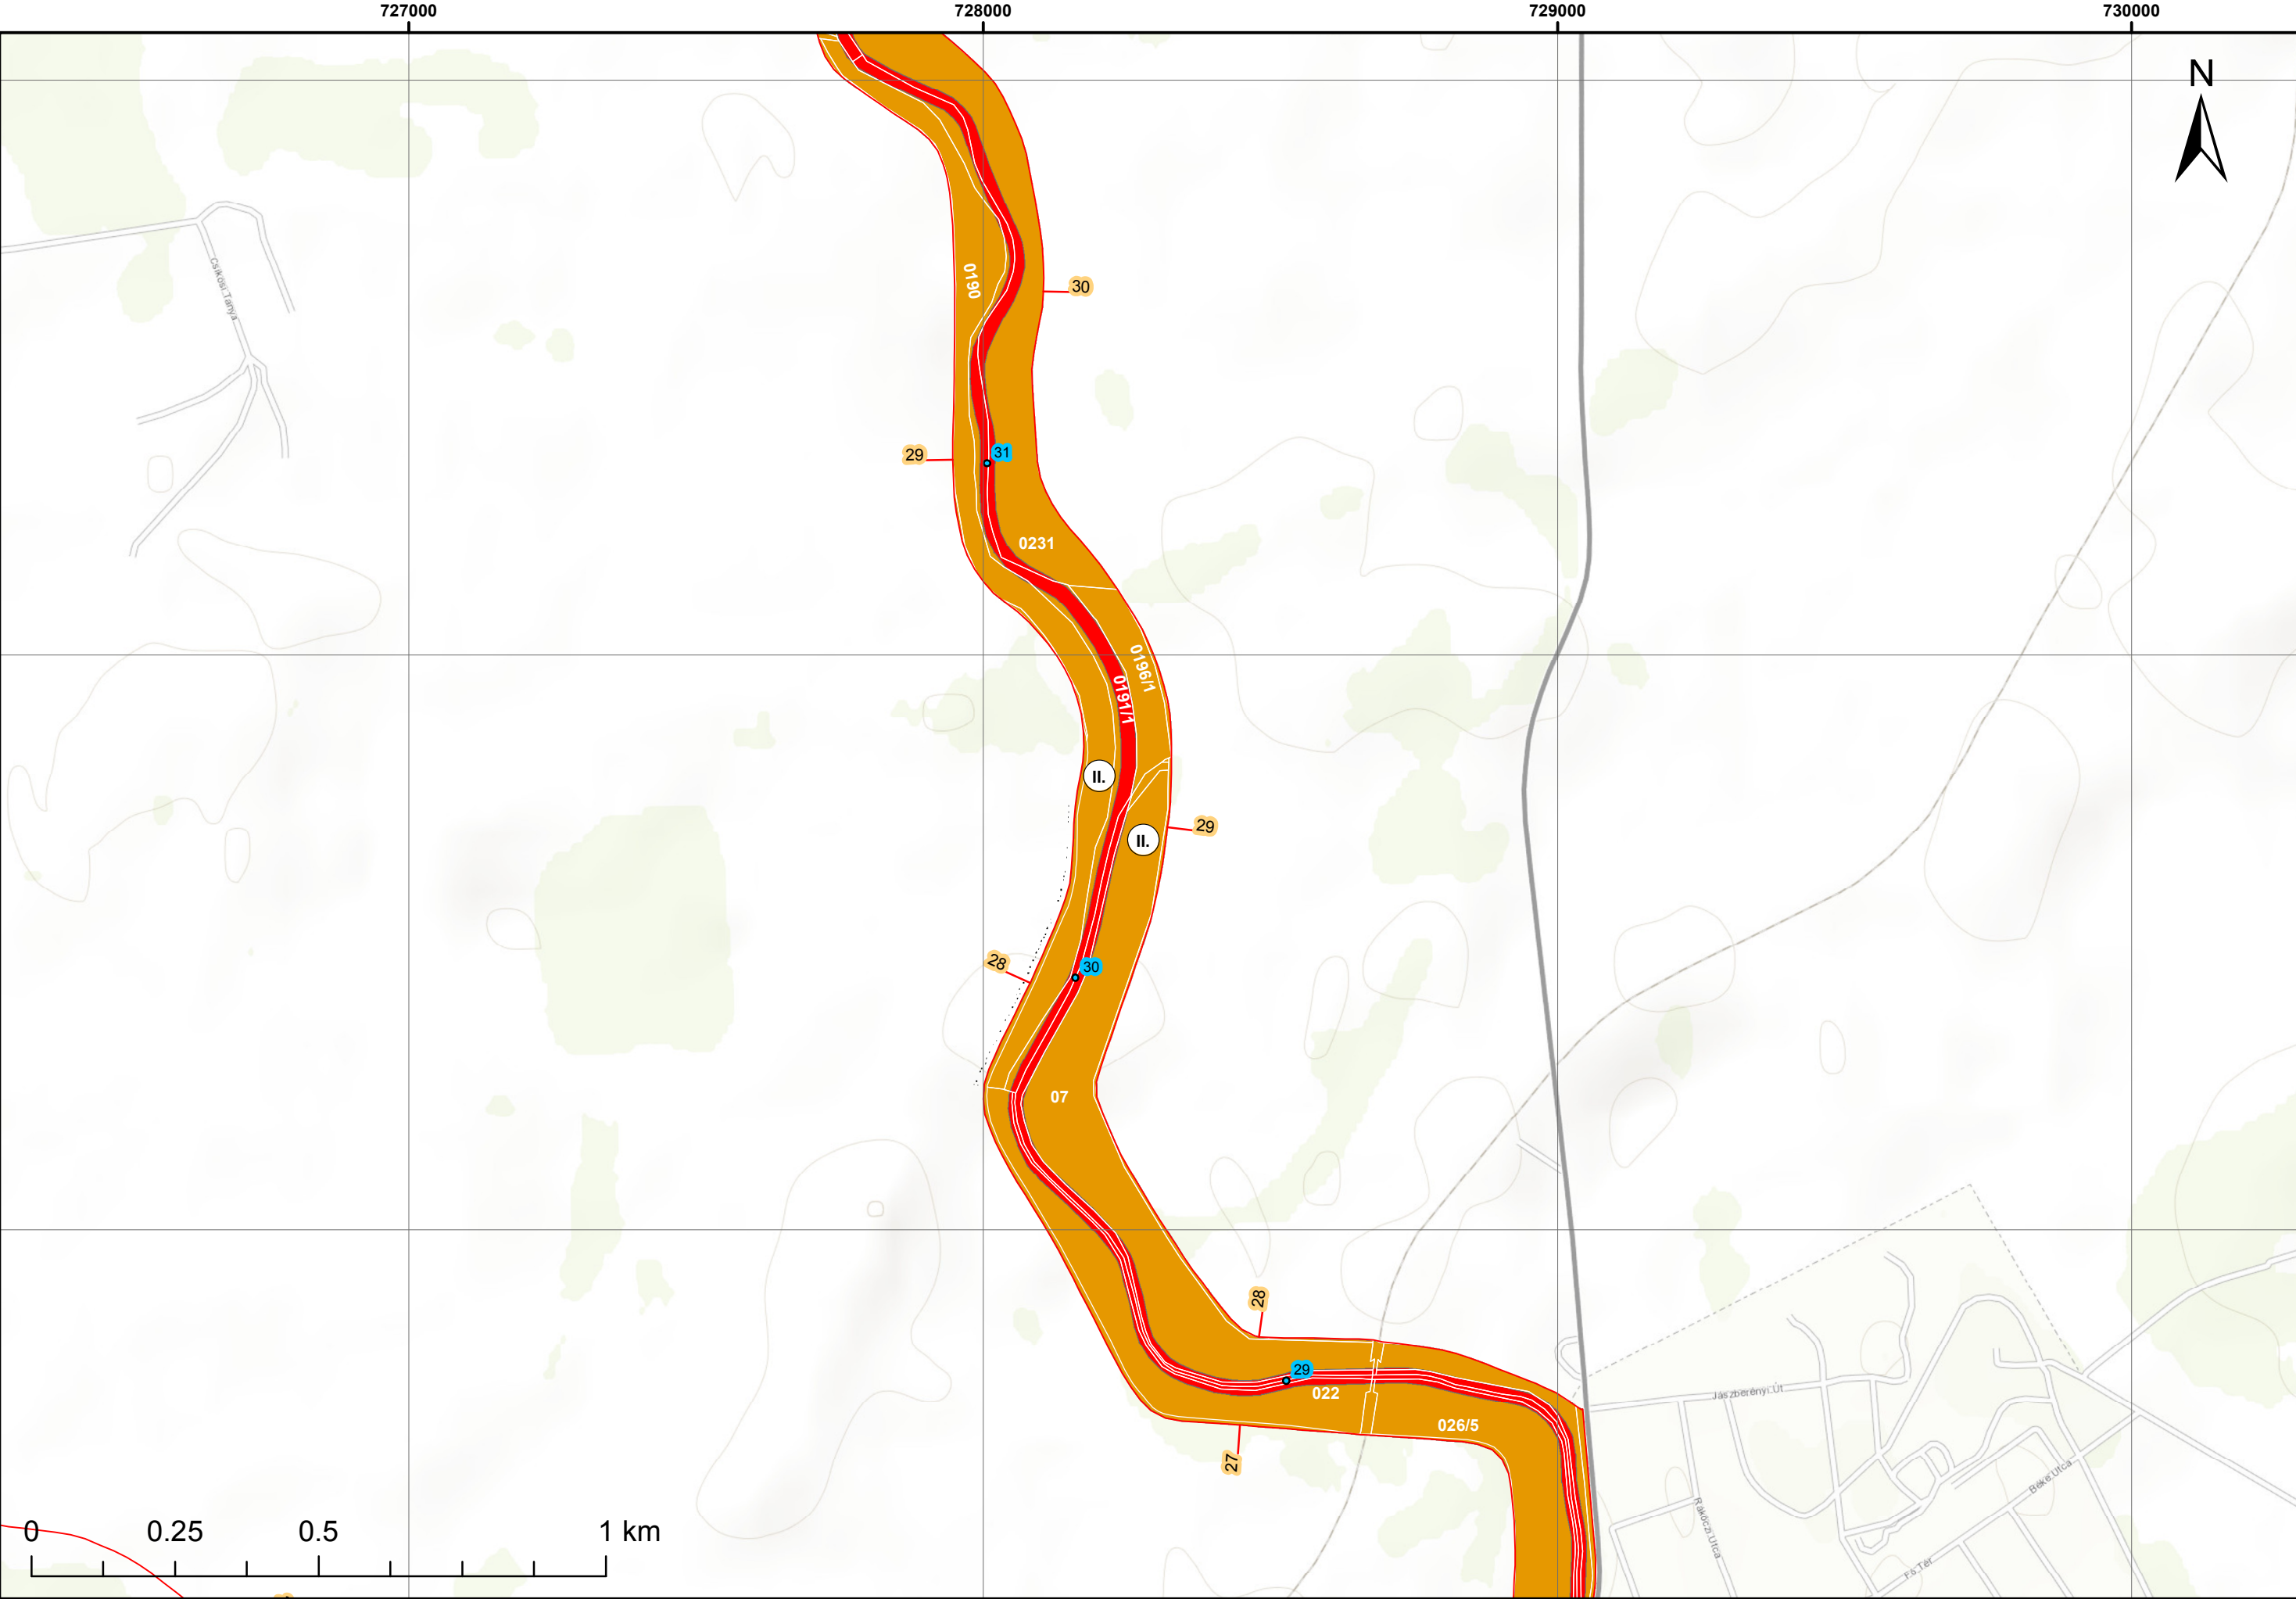 727000 728000 729000 730000
N
Csíkosi Tanya
0190
30
29
31
0231
0196/1
0191/1
II.
29
II.
28
30
07
28
29
022
Jászberényi Út
026/5
27
Béke Utca
Rákóczi Utca
Fő Tér
0 0.25 0.5 1 km